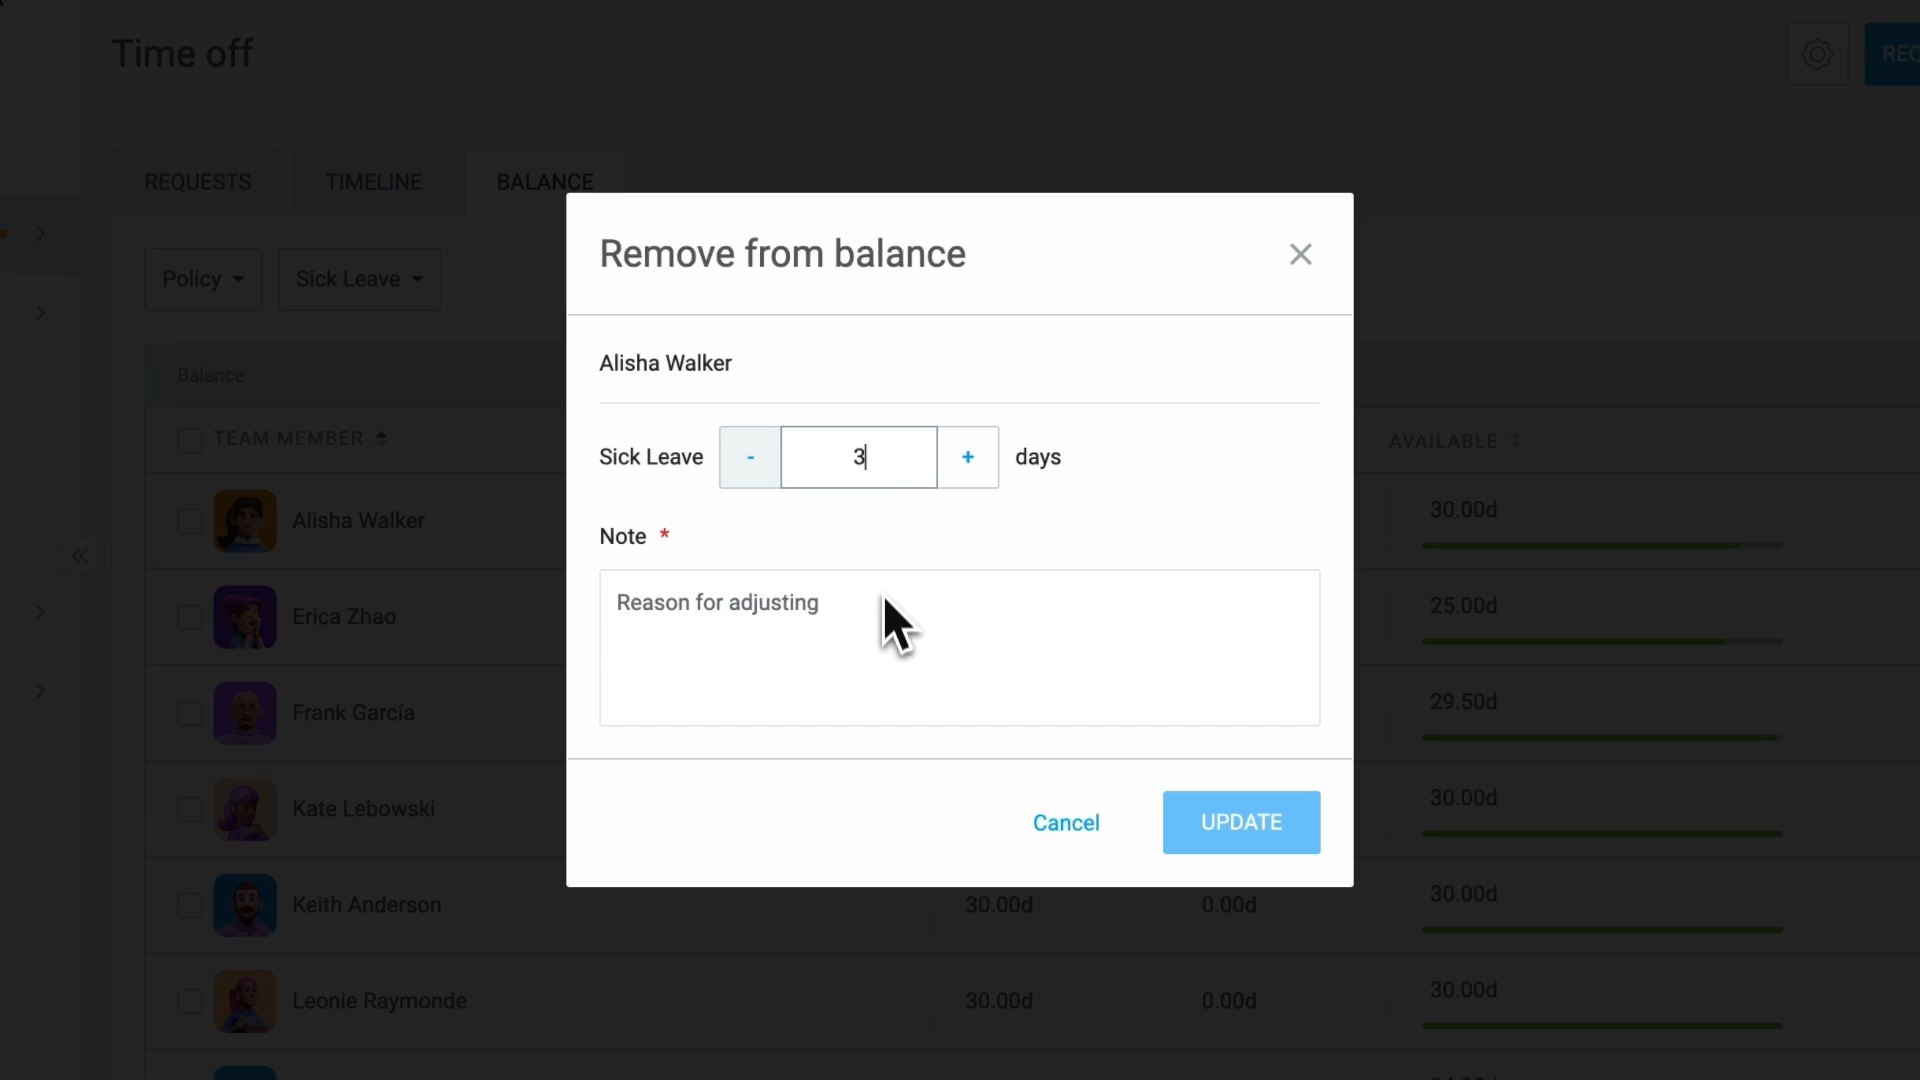 Time off
REC
REQUESTS
TIMELINE
BALANCE
Policy
Sick Leave
Balance
TEAM MEMBER
AVAILABLE
Alisha Walker
30.00d
Erica Zhao
25.00d
Frank García
29.50d
Kate Lebowski
30.00d
Keith Anderson
30.00d
0.00d
30.00d
Leonie Raymonde
30.00d
0.00d
30.00d
Remove from balance
Alisha Walker
Sick Leave - 3 + days
Note *
Reason for adjusting
Cancel
UPDATE